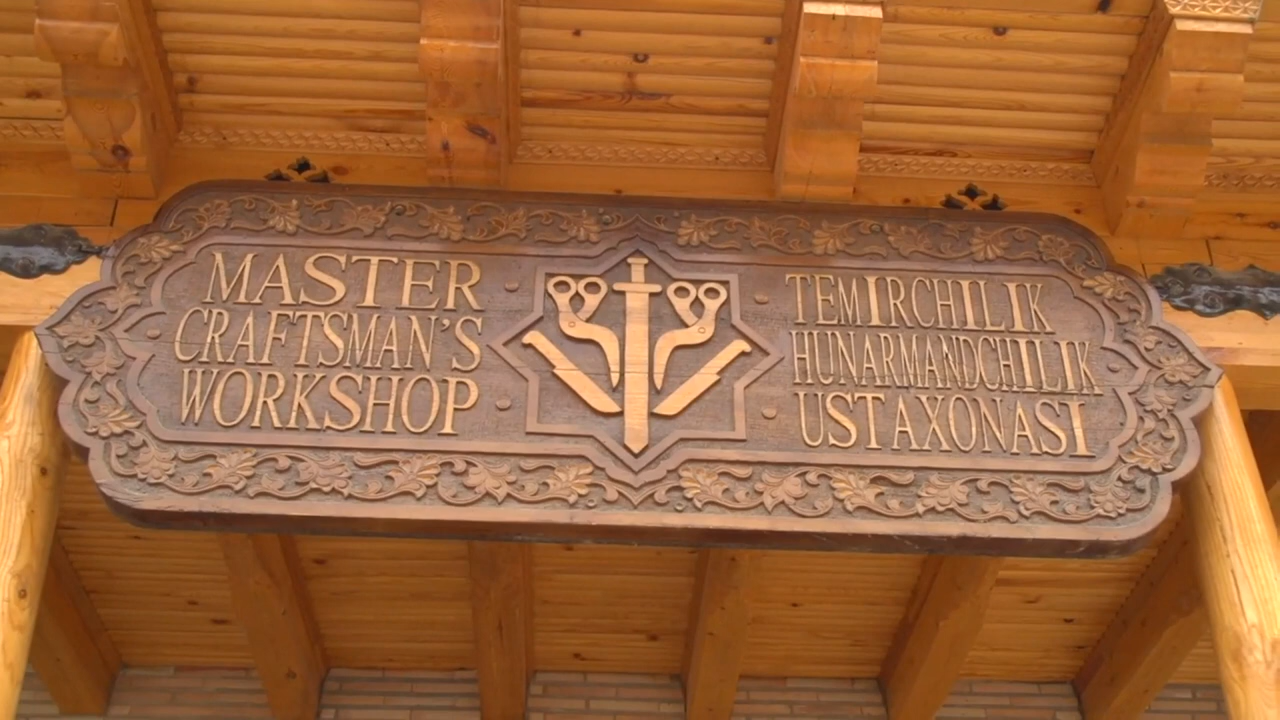 MASTER
CRAFTSMAN'S
WORKSHOP
TEMIRCHILIK
HUNARMANDCHILIK
USTAXONASI